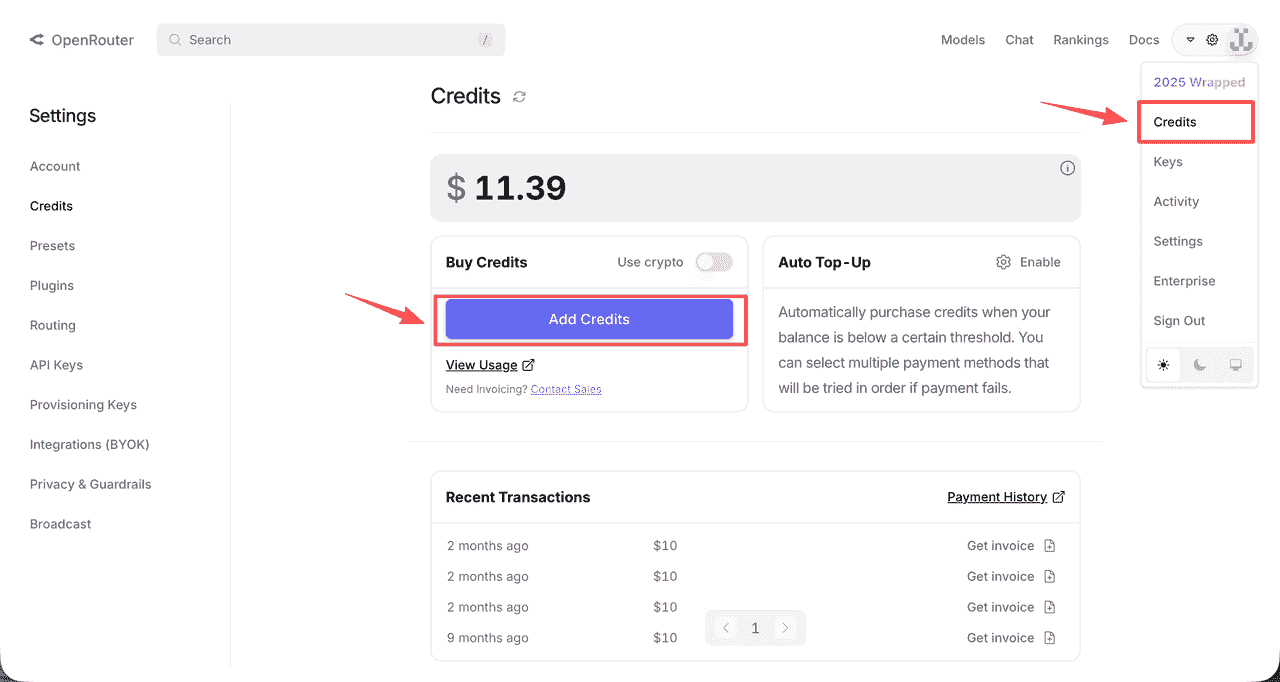 OpenRouter
Search
/
Models
Chat
Rankings
Docs
2025 Wrapped
Credits
Keys
Activity
Settings
Enterprise
Sign Out
Settings
Account
Credits
Presets
Plugins
Routing
API Keys
Provisioning Keys
Integrations (BYOK)
Privacy & Guardrails
Broadcast
Credits
$ 11.39
Buy Credits
Use crypto
Add Credits
View Usage
Need Invoicing? Contact Sales
Auto Top-Up
Enable
Automatically purchase credits when your
balance is below a certain threshold. You
can select multiple payment methods that
will be tried in order if payment fails.
Recent Transactions
Payment History
2 months ago $10 Get invoice
2 months ago $10 Get invoice
2 months ago $10 Get invoice
9 months ago $10 Get invoice
1